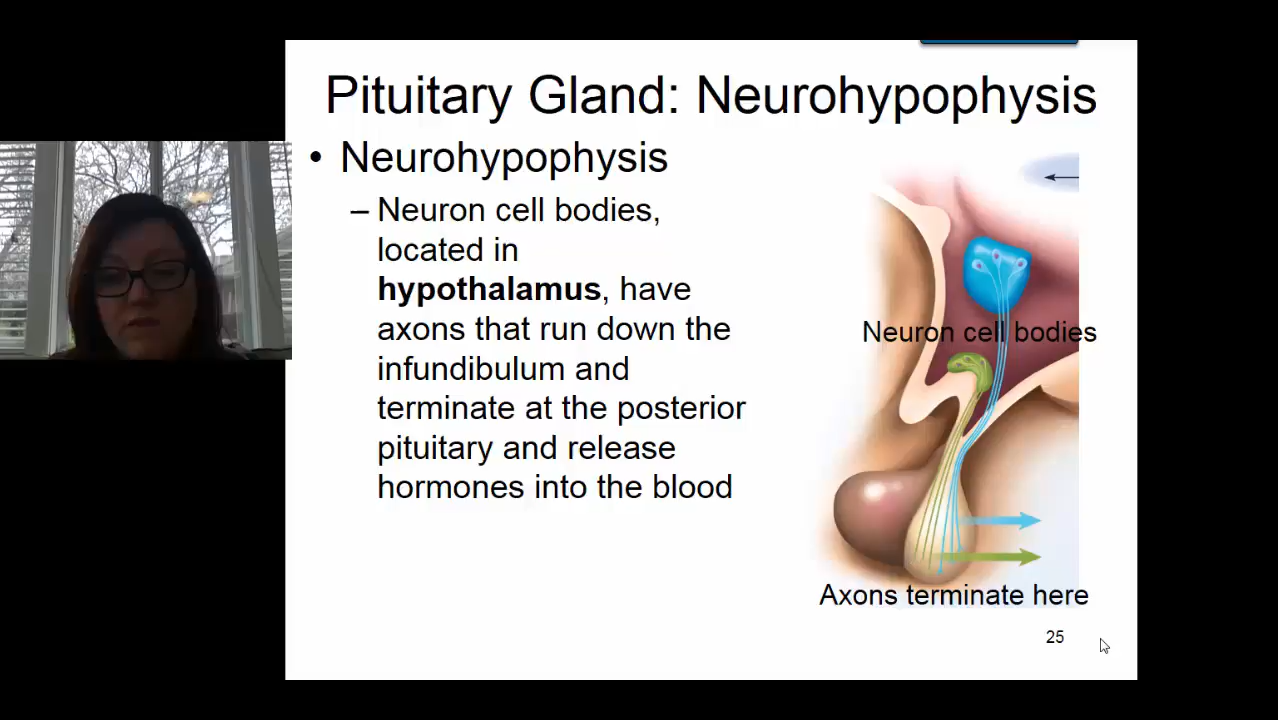 Pituitary Gland: Neurohypophysis
• Neurohypophysis
– Neuron cell bodies,
located in
hypothalamus, have
axons that run down the
infundibulum and
terminate at the posterior
pituitary and release
hormones into the blood
Neuron cell bodies
Axons terminate here
25